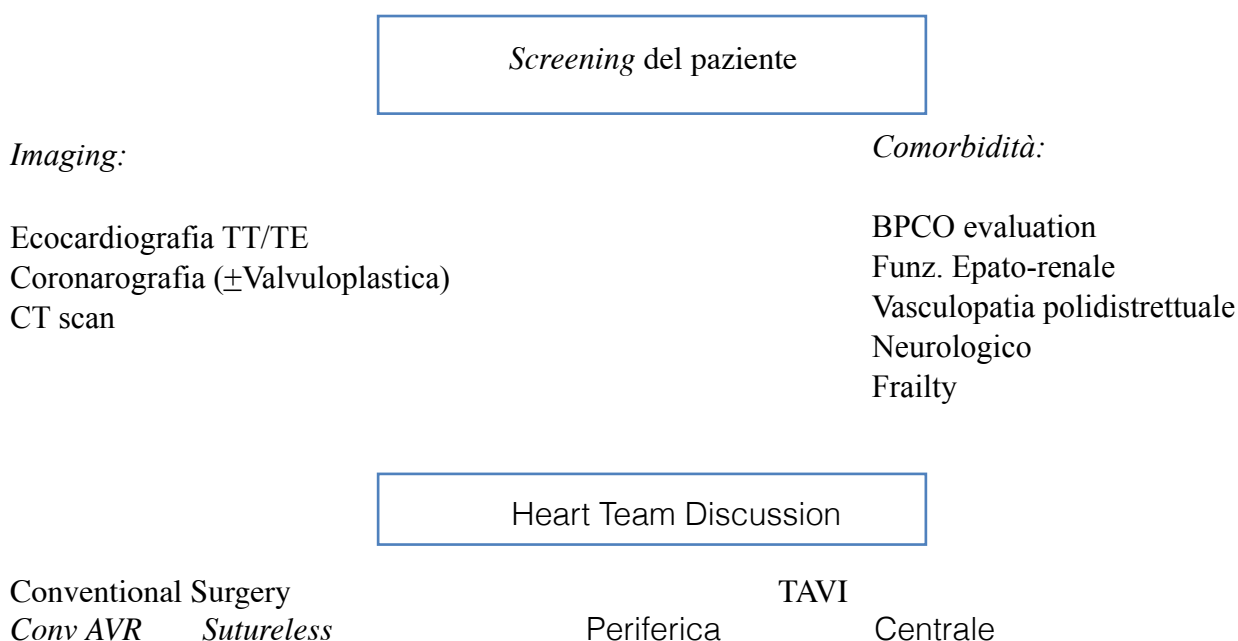 Screening del paziente
Imaging:
Ecocardiografia TT/TE
Coronarografia (±Valvuloplastica)
CT scan
Comorbidità:
BPCO evaluation
Funz. Epato-renale
Vasculopatia polidistrettuale
Neurologico
Frailty
Heart Team Discussion
Conventional Surgery TAVI
Conv AVR Sutureless Periferica Centrale